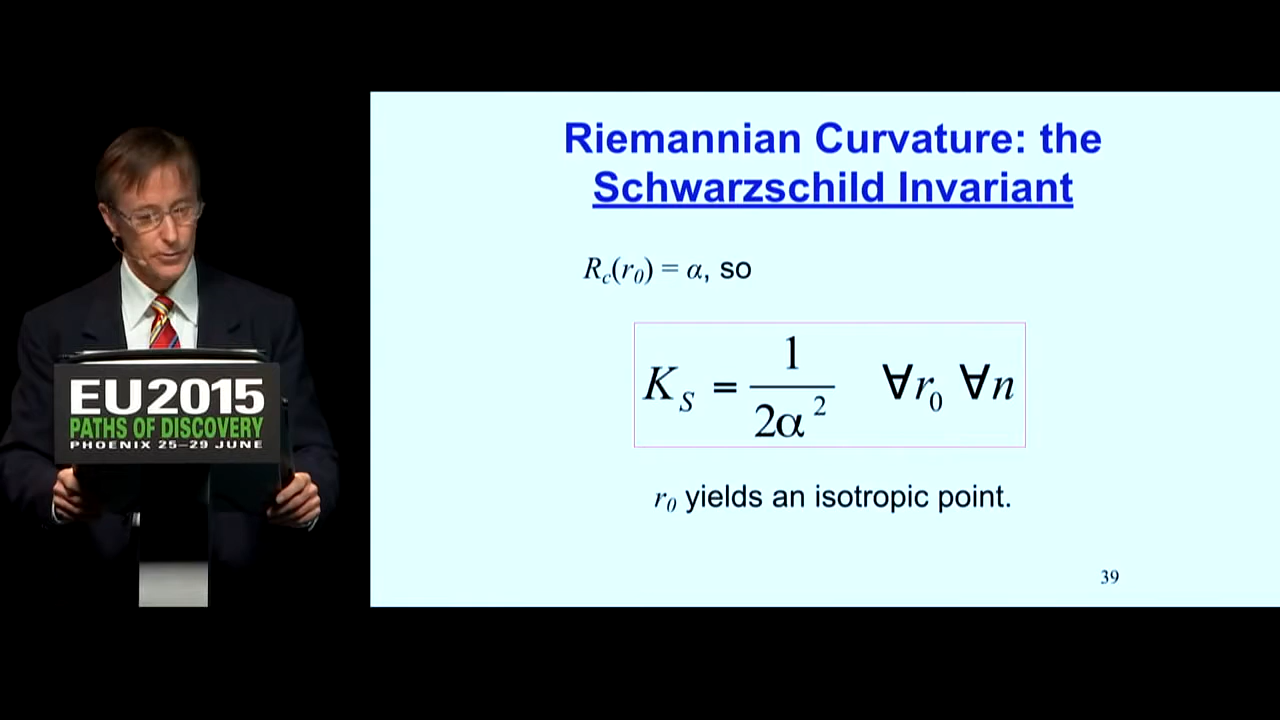 Riemannian Curvature: the
Schwarzschild Invariant
R_c(r_0) = α, so
K_S = 1/(2α^2) ∀r_0 ∀n
r_0 yields an isotropic point.
39
EU2015
PATHS OF DISCOVERY
PHOENIX 25–29 JUNE